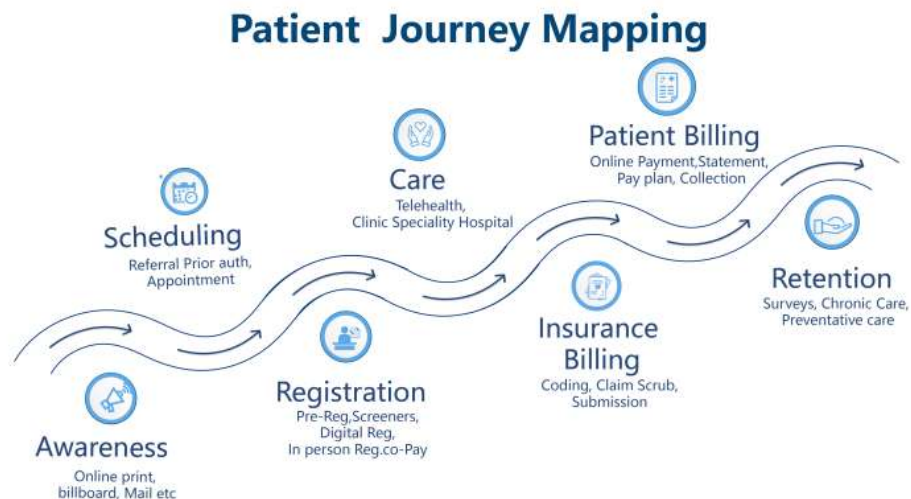 Patient Journey Mapping
Awareness
Online print,
billboard, Mail etc
Scheduling
Referral Prior auth,
Appointment
Registration
Pre-Reg,Screeners,
Digital Reg,
In person Reg.co-Pay
Care
Telehealth,
Clinic Speciality Hospital
Insurance
Billing
Coding, Claim Scrub,
Submission
Patient Billing
Online Payment,Statement,
Pay plan, Collection
Retention
Surveys, Chronic Care,
Preventative care